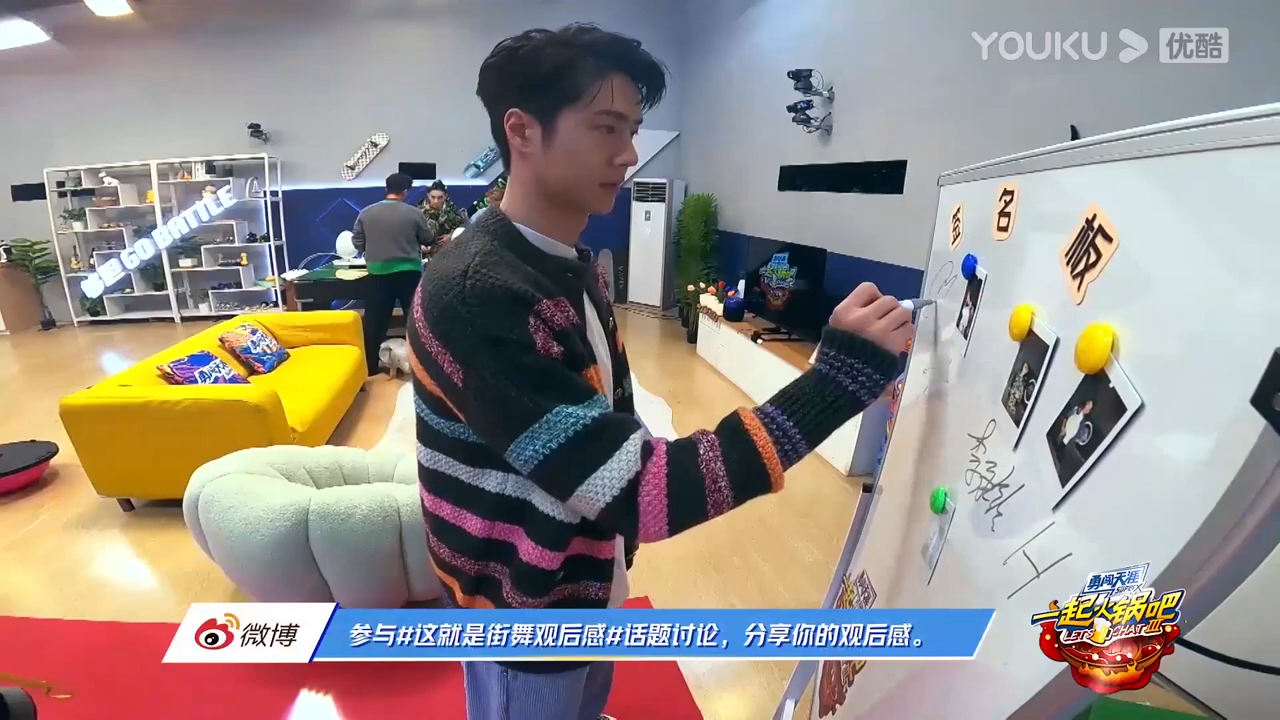 YOUKU 优酷
签名板
GO BATTLE
微博
参与#这就是街舞观后感#话题讨论，分享你的观后感。
勇闯天涯
一起火锅吧
LET'S CHAT III